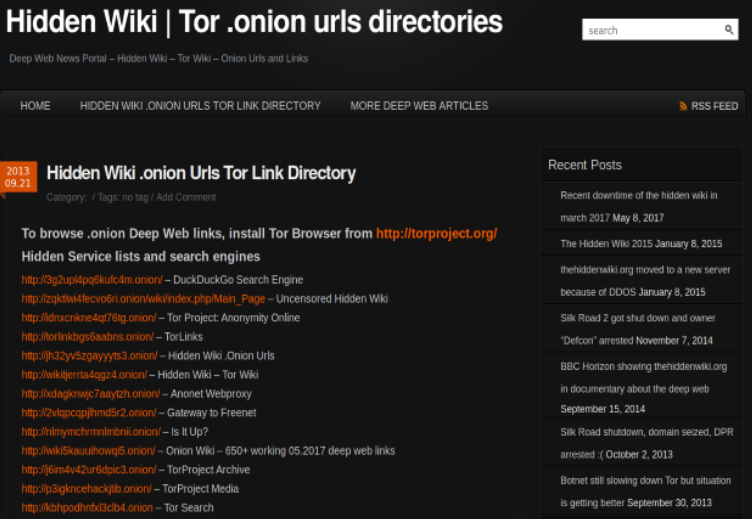 Hidden Wiki | Tor .onion urls directories
search
Deep Web News Portal – Hidden Wiki – Tor Wiki – Onion Urls and Links
HOME
HIDDEN WIKI .ONION URLS TOR LINK DIRECTORY
MORE DEEP WEB ARTICLES
RSS FEED
2013
09.21
Hidden Wiki .onion Urls Tor Link Directory
Category: / Tags: no tag / Add Comment
To browse .onion Deep Web links, install Tor Browser from http://torproject.org/
Hidden Service lists and search engines
http://3g2upl4pq6kufc4m.onion/ – DuckDuckGo Search Engine
http://zqktlwi4fecvo6ri.onion/wiki/index.php/Main_Page – Uncensored Hidden Wiki
http://idnxcnkne4qt76tg.onion/ – Tor Project: Anonymity Online
http://torlinkbgs6aabns.onion/ – TorLinks
http://jh32yv5zgayyyts3.onion/ – Hidden Wiki .Onion Urls
http://wikitjerrta4qgz4.onion/ – Hidden Wiki – Tor Wiki
http://xdagknwjc7aaytzh.onion/ – Anonet Webproxy
http://2vlqpcqpjlhmd5r2.onion/ – Gateway to Freenet
http://nlmymchrmnlmbnii.onion/ – Is It Up?
http://wiki5kauuihowqi5.onion/ – Onion Wiki – 650+ working 05.2017 deep web links
http://j6im4v42ur6dpic3.onion/ – TorProject Archive
http://p3igkncehackjtib.onion/ – TorProject Media
http://kbhpodhnfxl3clb4.onion – Tor Search
Recent Posts
Recent downtime of the hidden wiki in
march 2017 May 8, 2017
The Hidden Wiki 2015 January 8, 2015
thehiddenwiki.org moved to a new server
because of DDOS January 8, 2015
Silk Road 2 got shut down and owner
“Defcon” arrested November 7, 2014
BBC Horizon showing thehiddenwiki.org
in documentary about the deep web
September 15, 2014
Silk Road shutdown, domain seized, DPR
arrested :( October 2, 2013
Botnet still slowing down Tor but situation
is getting better September 30, 2013